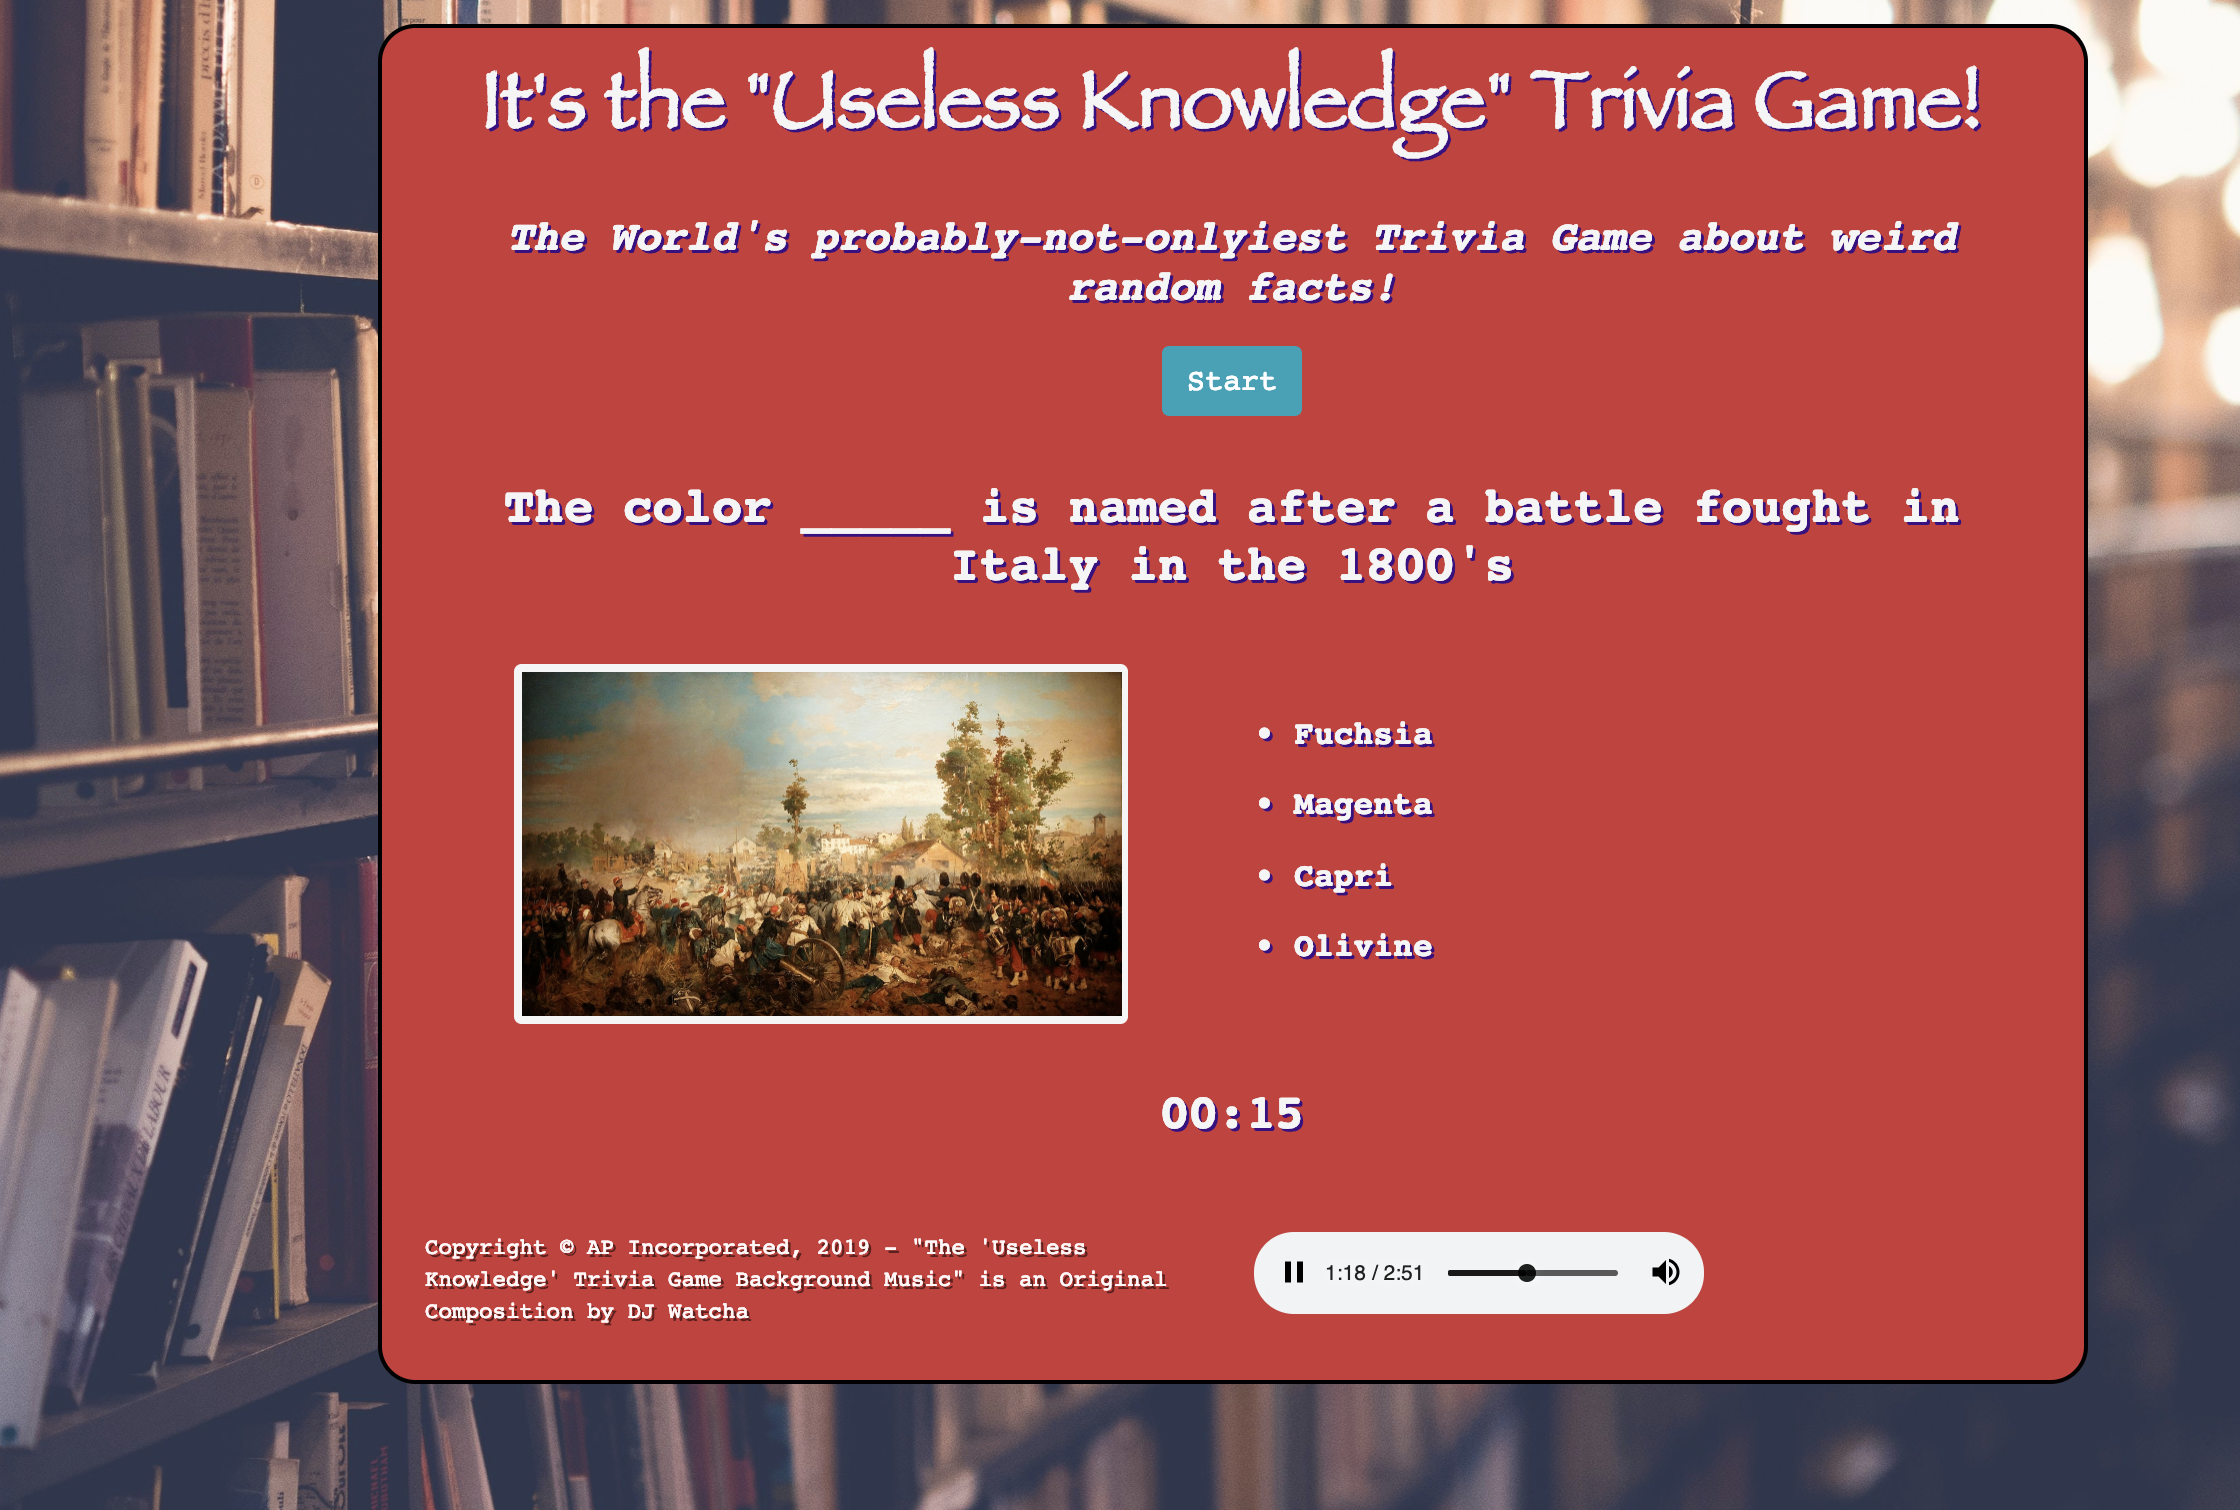 It's the "Useless Knowledge" Trivia Game!
The World's probably-not-onlyiest Trivia Game about weird
random facts!
Start
The color _____ is named after a battle fought in
Italy in the 1800's
• Fuchsia
• Magenta
• Capri
• Olivine
00:15
Copyright © AP Incorporated, 2019 - "The 'Useless
Knowledge' Trivia Game Background Music" is an Original
Composition by DJ Watcha
1:18 / 2:51